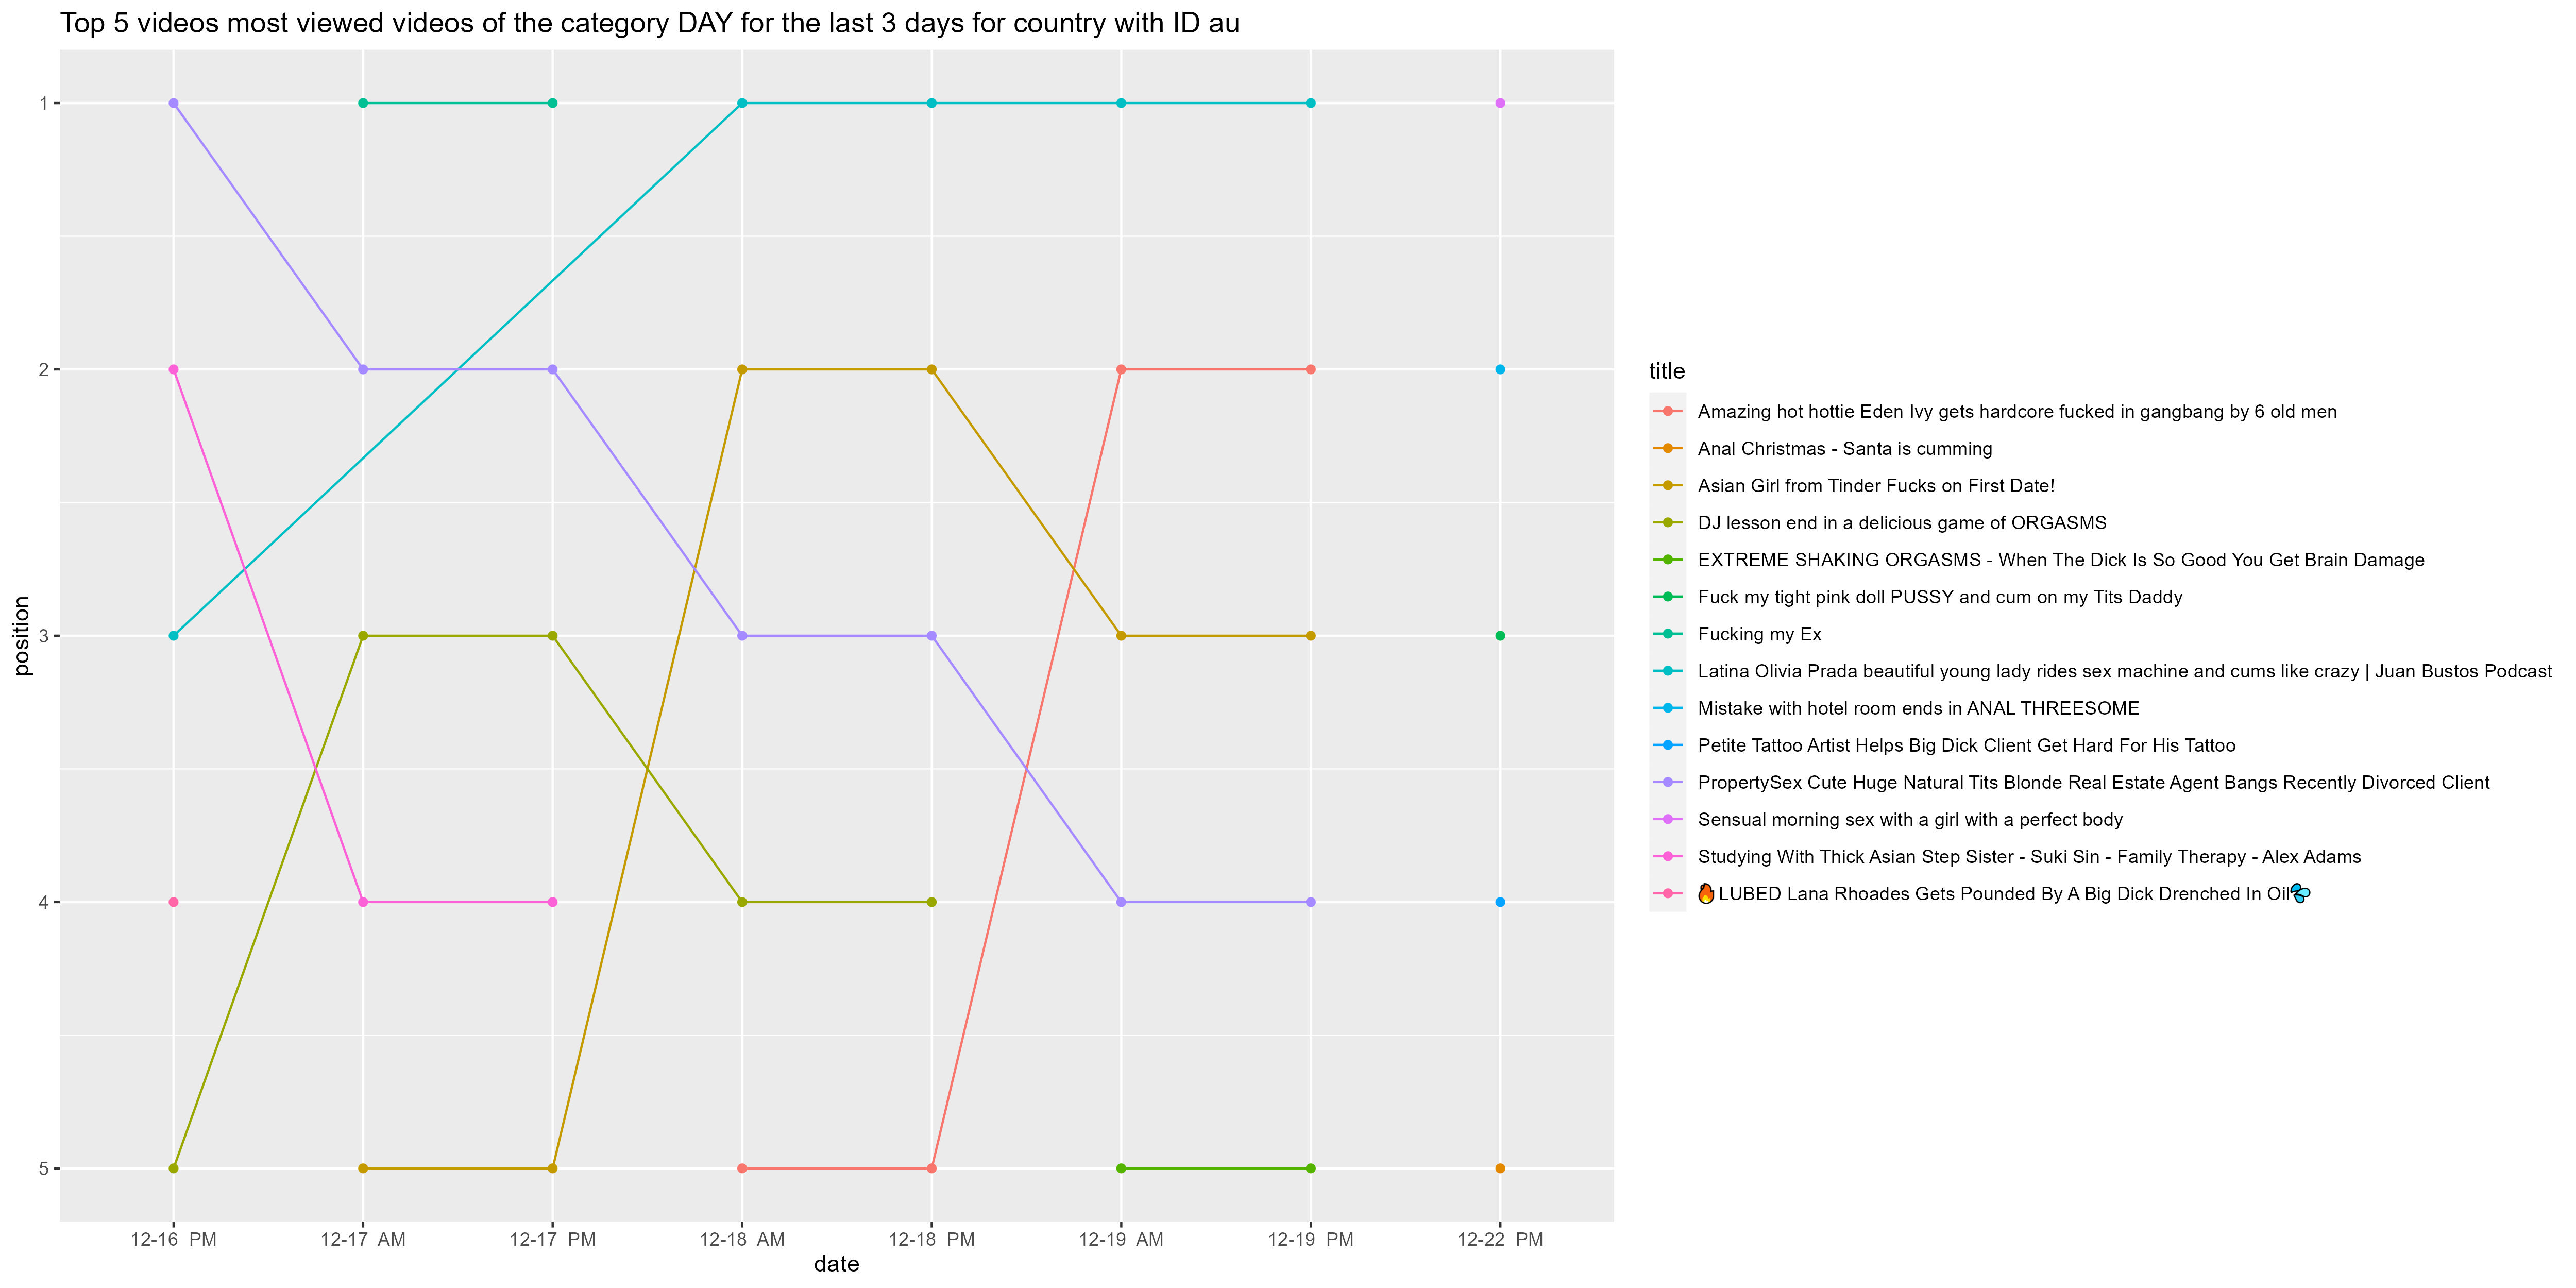 Top 5 videos most viewed videos of the category DAY for the last 3 days for country with ID au
1
2
3
4
5
position
12-16 PM
12-17 AM
12-17 PM
12-18 AM
12-18 PM
12-19 AM
12-19 PM
12-22 PM
date
title
Amazing hot hottie Eden Ivy gets hardcore fucked in gangbang by 6 old men
Anal Christmas - Santa is cumming
Asian Girl from Tinder Fucks on First Date!
DJ lesson end in a delicious game of ORGASMS
EXTREME SHAKING ORGASMS - When The Dick Is So Good You Get Brain Damage
Fuck my tight pink doll PUSSY and cum on my Tits Daddy
Fucking my Ex
Latina Olivia Prada beautiful young lady rides sex machine and cums like crazy | Juan Bustos Podcast
Mistake with hotel room ends in ANAL THREESOME
Petite Tattoo Artist Helps Big Dick Client Get Hard For His Tattoo
PropertySex Cute Huge Natural Tits Blonde Real Estate Agent Bangs Recently Divorced Client
Sensual morning sex with a girl with a perfect body
Studying With Thick Asian Step Sister - Suki Sin - Family Therapy - Alex Adams
🔥LUBED Lana Rhoades Gets Pounded By A Big Dick Drenched In Oil💦